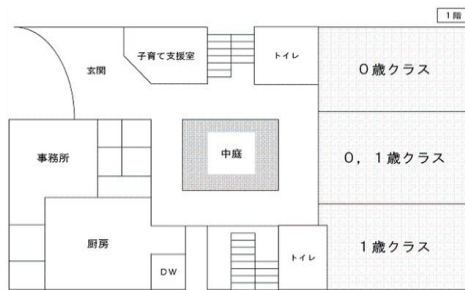 1階
子育て支援室
トイレ
玄関
0歳クラス
事務所
中庭
0,1歳クラス
厨房
1歳クラス
トイレ
DW